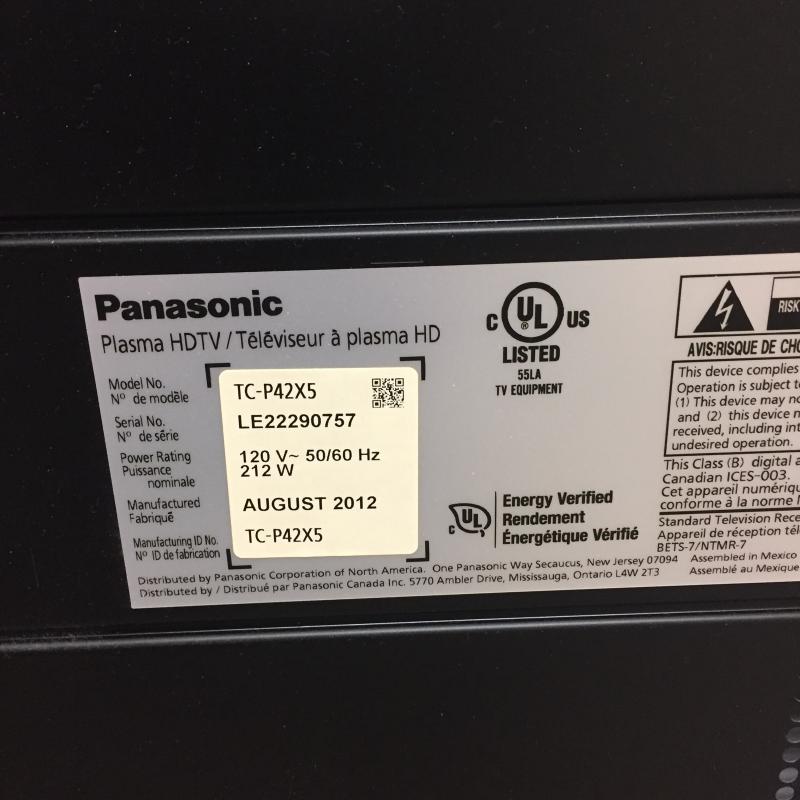 Panasonic
Plasma HDTV / Téléviseur à plasma HD
Model No.
Nº de modèle
TC-P42X5
Serial No.
Nº de série
LE22290757
Power Rating
Puissance
nominale
120 V~ 50/60 Hz
212 W
Manufactured
Fabriqué
AUGUST 2012
Manufacturing ID No.
Nº ID de fabrication
TC-P42X5
C UL US
®
LISTED
55LA
TV EQUIPMENT
C UL
Energy Verified
Rendement
Énergétique Vérifié
RISK
AVIS:RISQUE DE
This device complies
Operation is subject
(1) This device may
and (2) this device
received, including
undesired operation.
This Class (B) digital
Canadian ICES-003.
Cet appareil
conforme à la norme
Standard Television
Appareil de réception
BETS-7/NTMR-7
Assembled in Mexico
Assemblé au Mexique
Distributed by Panasonic Corporation of North America. One Panasonic Way Secaucus, New Jersey 07094
Distributed by / Distribué par Panasonic Canada Inc. 5770 Ambler Drive, Mississauga, Ontario L4W 2T3